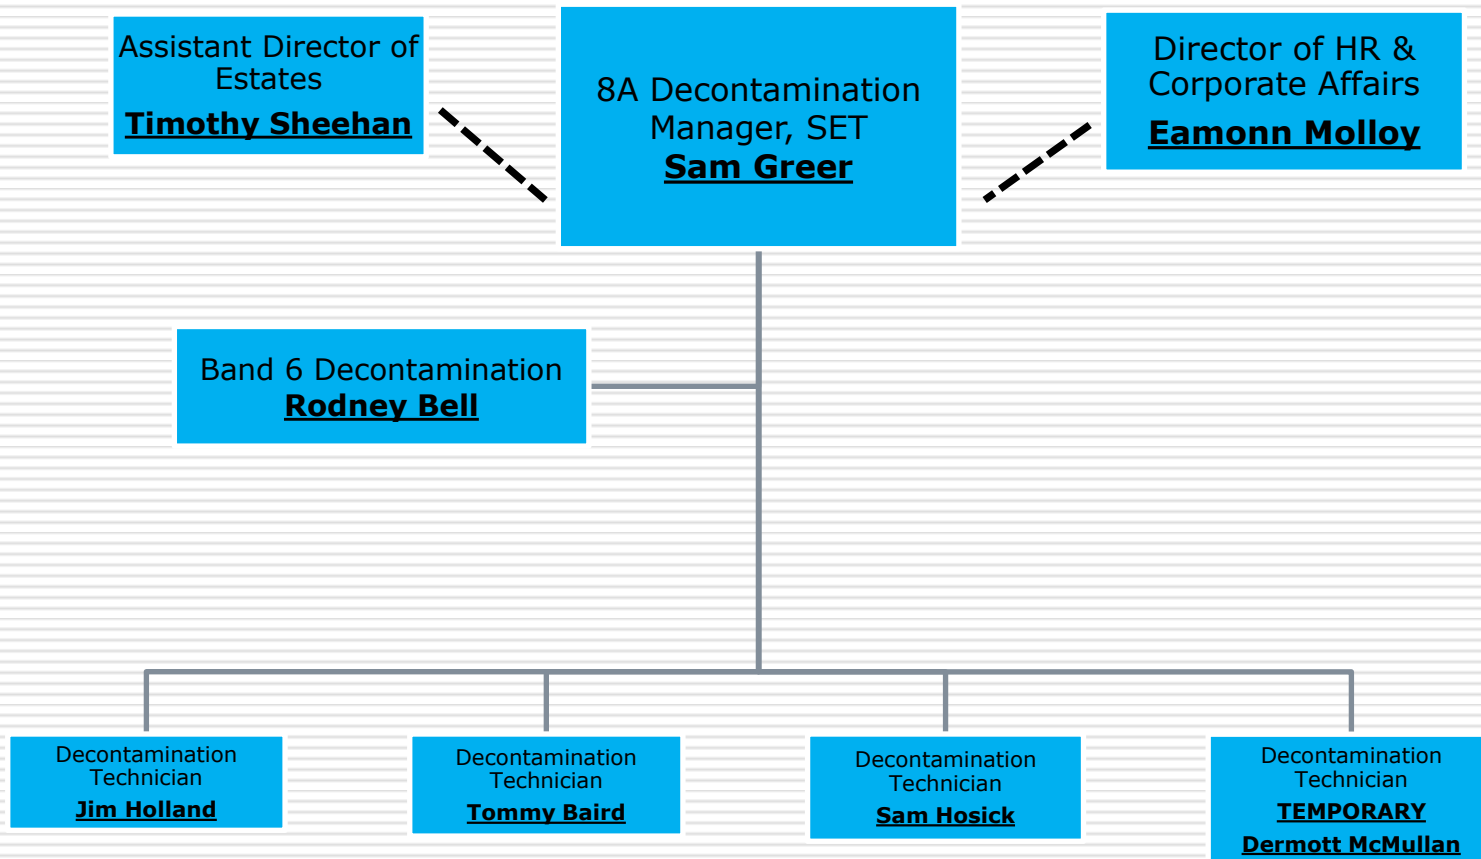 Assistant Director of
Estates
Timothy Sheehan
8A Decontamination
Manager, SET
Sam Greer
Director of HR &
Corporate Affairs
Eamonn Molloy
Band 6 Decontamination
Rodney Bell
Decontamination
Technician
Jim Holland
Decontamination
Technician
Tommy Baird
Decontamination
Technician
Sam Hosick
Decontamination
Technician
TEMPORARY
Dermott McMullan